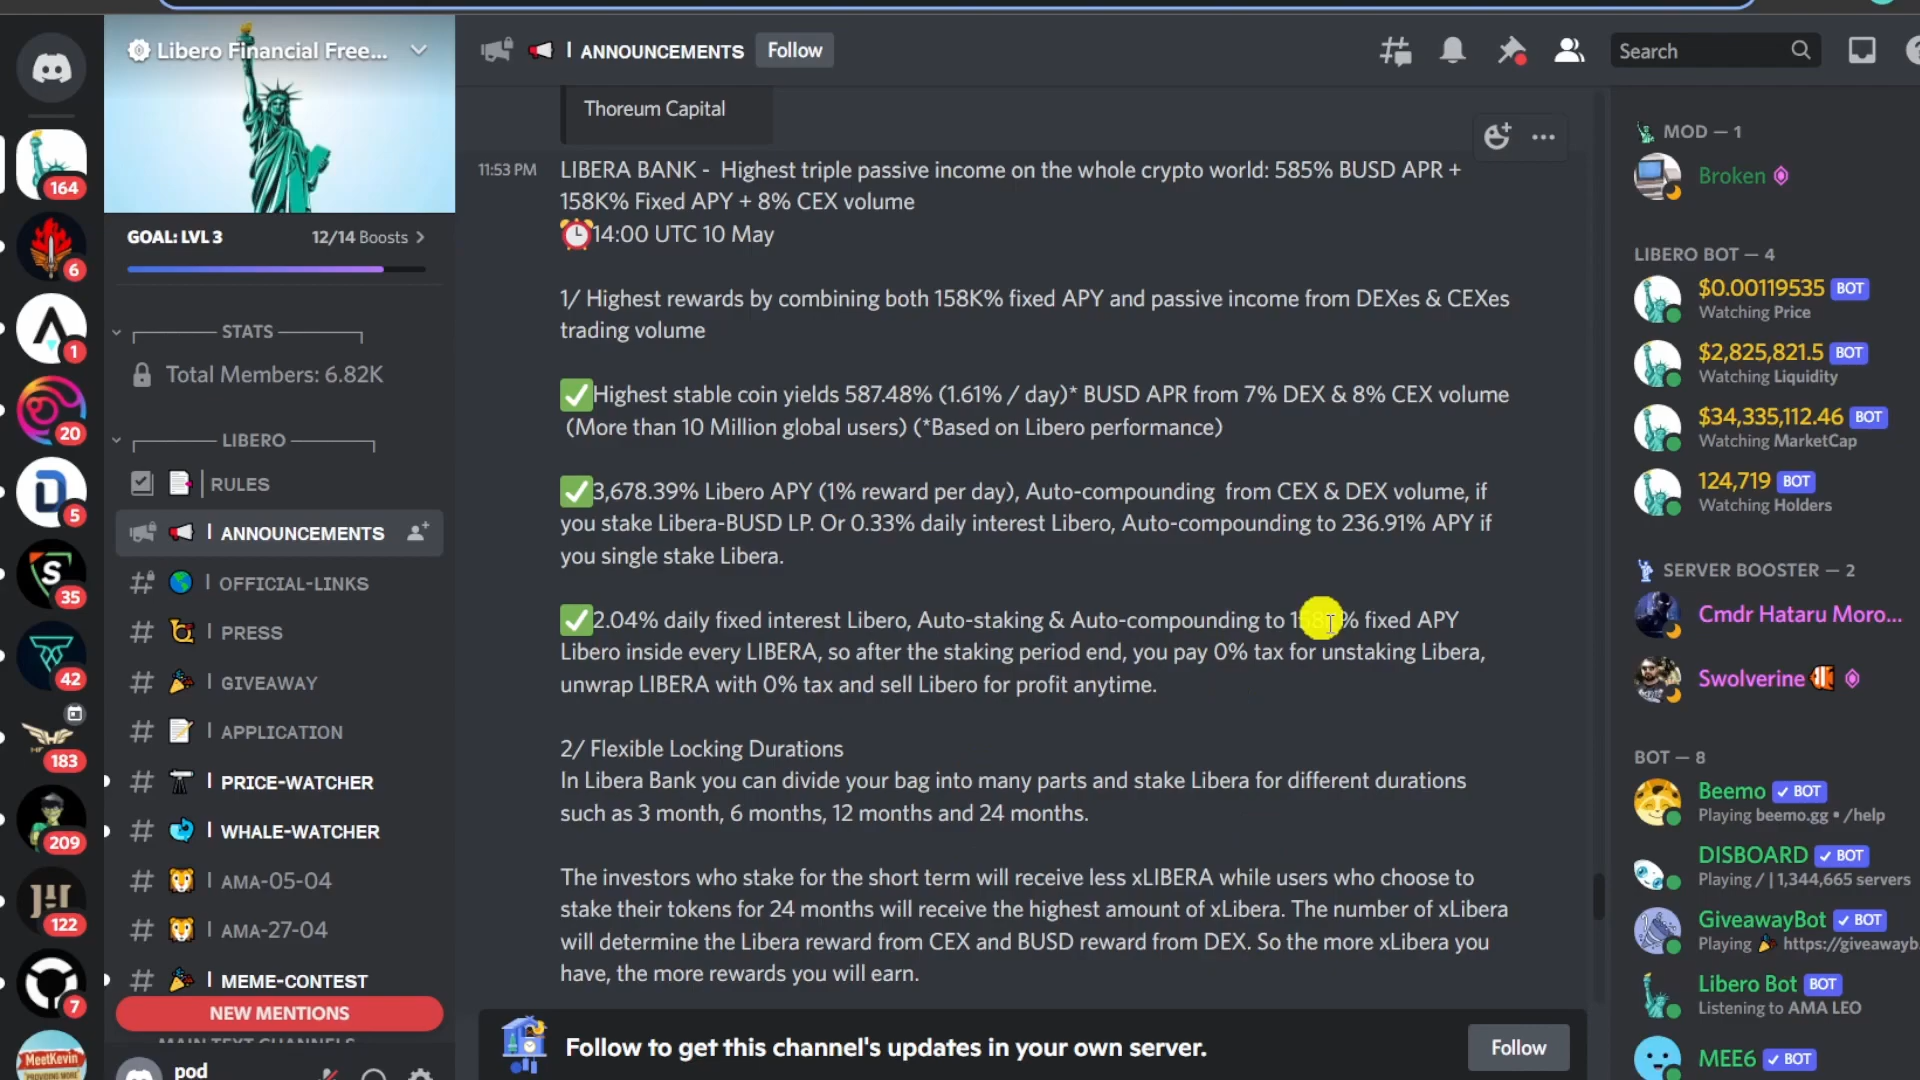 Libero Financial Free...
GOAL: LVL 3
12/14 Boosts
STATS
Total Members: 6.82K
LIBERO
RULES
ANNOUNCEMENTS
OFFICIAL-LINKS
PRESS
GIVEAWAY
APPLICATION
PRICE-WATCHER
WHALE-WATCHER
AMA-05-04
AMA-27-04
MEME-CONTEST
NEW MENTIONS
pod
164
6
1
20
5
35
42
183
209
122
7
MeetKevin
ANNOUNCEMENTS
Follow
Search
Thoreum Capital
11:53 PM
LIBERA BANK - Highest triple passive income on the whole crypto world: 585% BUSD APR +
158K% Fixed APY + 8% CEX volume
14:00 UTC 10 May
1/ Highest rewards by combining both 158K% fixed APY and passive income from DEXes & CEXes
trading volume
Highest stable coin yields 587.48% (1.61% / day)* BUSD APR from 7% DEX & 8% CEX volume
(More than 10 Million global users) (*Based on Libero performance)
3,678.39% Libero APY (1% reward per day), Auto-compounding from CEX & DEX volume, if
you stake Libera-BUSD LP. Or 0.33% daily interest Libero, Auto-compounding to 236.91% APY if
you single stake Libera.
2.04% daily fixed interest Libero, Auto-staking & Auto-compounding to fixed APY
Libero inside every LIBERA, so after the staking period end, you pay 0% tax for unstaking Libera,
unwrap LIBERA with 0% tax and sell Libero for profit anytime.
2/ Flexible Locking Durations
In Libera Bank you can divide your bag into many parts and stake Libera for different durations
such as 3 month, 6 months, 12 months and 24 months.
The investors who stake for the short term will receive less xLIBERA while users who choose to
stake their tokens for 24 months will receive the highest amount of xLibera. The number of xLibera
will determine the Libera reward from CEX and BUSD reward from DEX. So the more xLibera you
have, the more rewards you will earn.
Follow to get this channel's updates in your own server.
Follow
MOD — 1
Broken
LIBERO BOT — 4
$0.00119535 BOT
Watching Price
$2,825,821.5 BOT
Watching Liquidity
$34,335,112.46 BOT
Watching MarketCap
124,719 BOT
Watching Holders
SERVER BOOSTER — 2
Cmdr Hataru Moro...
Swolverine
BOT — 8
Beemo BOT
Playing beemo.gg • /help
DISBOARD BOT
Playing / | 1,344,665 servers
GiveawayBot BOT
Playing https://giveawayb
Libero Bot BOT
Listening to AMA LEO
MEE6 BOT